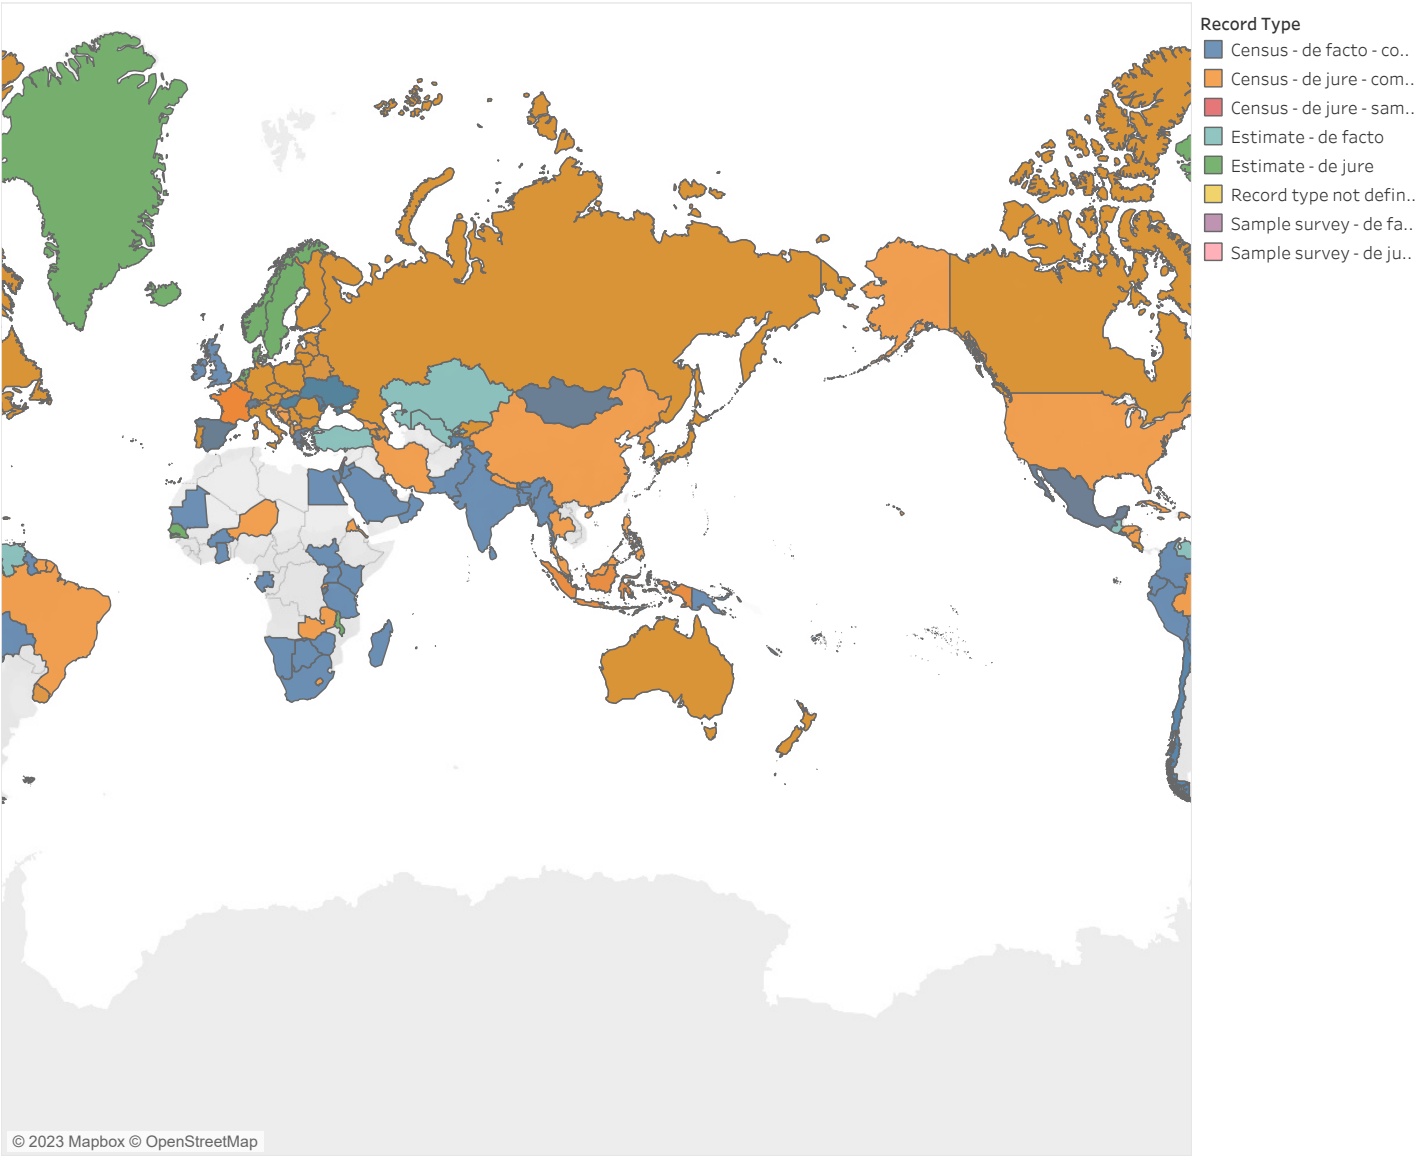 Record Type
Census - de facto - co..
Census - de jure - com..
Census - de jure - sam..
Estimate - de facto
Estimate - de jure
Record type not defin..
Sample survey - de fa..
Sample survey - de ju..
© 2023 Mapbox © OpenStreetMap